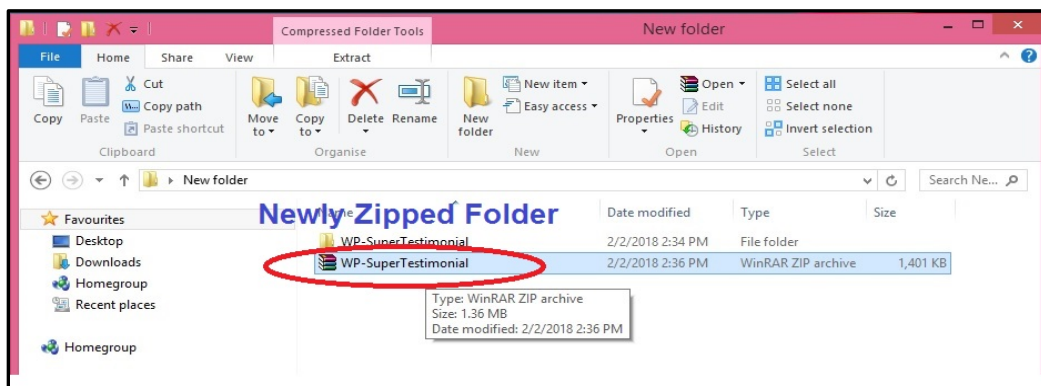 Compressed Folder Tools
New folder
File Home Share View Extract
Copy
Paste
Cut
Copy path
Paste shortcut
Clipboard
Move to
Copy to
Delete
Rename
Organise
New folder
New item
Easy access
New
Properties
Open
Edit
History
Open
Select all
Select none
Invert selection
Select
New folder
Search Ne...
Newly Zipped Folder
Date modified Type Size
Favourites
Desktop
Downloads
Homegroup
Recent places
Homegroup
WP-SuperTestimonial 2/2/2018 2:34 PM File folder
WP-SuperTestimonial 2/2/2018 2:36 PM WinRAR ZIP archive 1,401 KB
Type: WinRAR ZIP archive
Size: 1.36 MB
Date modified: 2/2/2018 2:36 PM